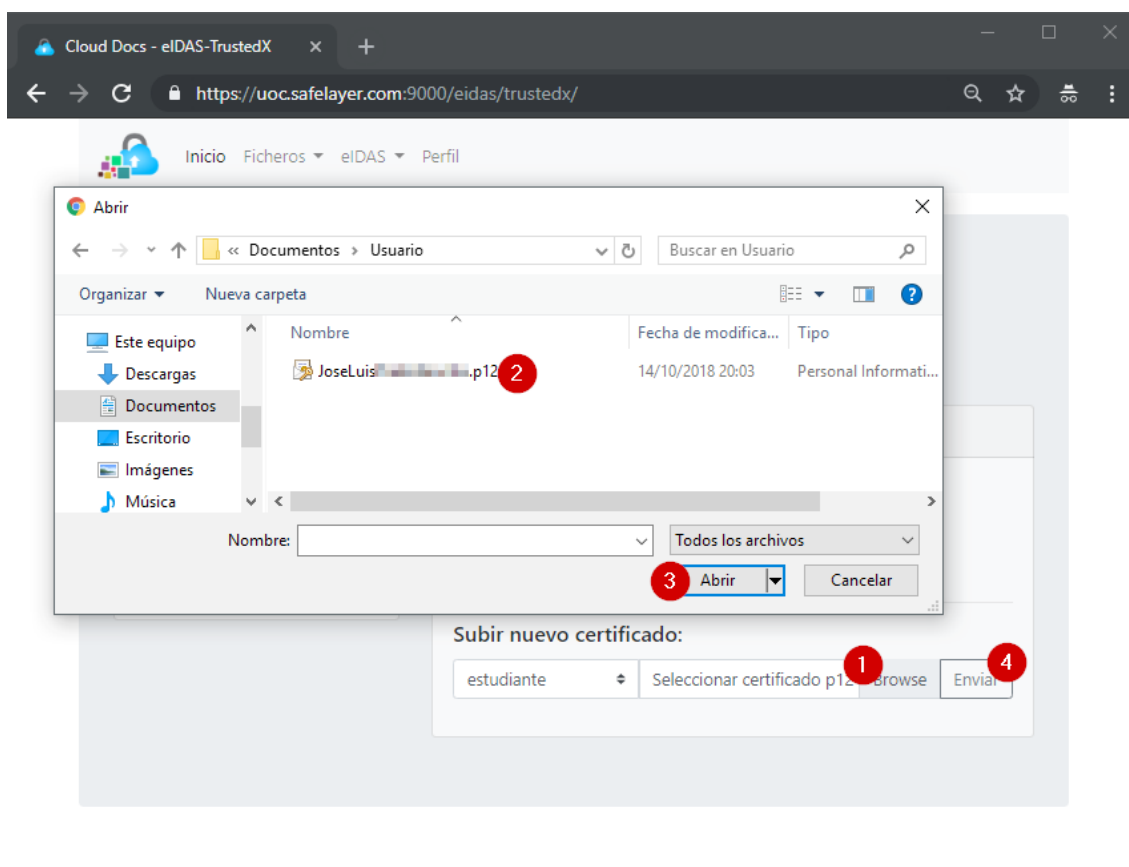 Cloud Docs - eIDAS-TrustedX
https://uoc.safelayer.com:9000/eidas/trustedx/
Inicio Ficheros eIDAS Perfil
Abrir
« Documentos > Usuario
Buscar en Usuario
Organizar Nueva carpeta
Este equipo
Descargas
Documentos
Escritorio
Imágenes
Música
Nombre Fecha de modifica... Tipo
JoseLuis .p12 2 14/10/2018 20:03 Personal Informati...
Nombre: Todos los archivos
3 Abrir Cancelar
Subir nuevo certificado:
1 4
estudiante Seleccionar certificado p12 Browse Enviar